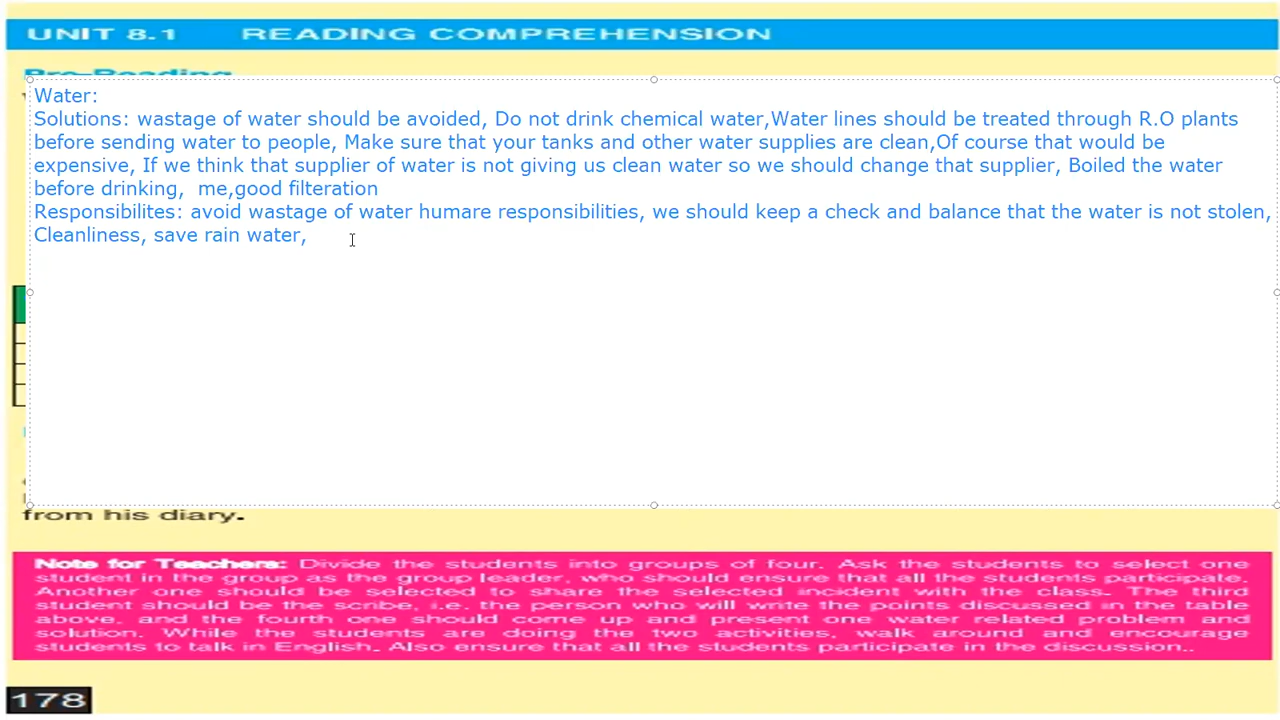 UNIT 8.1 READING COMPREHENSION
Pre-Reading
Water:
Solutions: wastage of water should be avoided, Do not drink chemical water,Water lines should be treated through R.O plants
before sending water to people, Make sure that your tanks and other water supplies are clean,Of course that would be
expensive, If we think that supplier of water is not giving us clean water so we should change that supplier, Boiled the water
before drinking,  me,good filteration
Responsibilites: avoid wastage of water humare responsibilities, we should keep a check and balance that the water is not stolen,
Cleanliness, save rain water,
from his diary.
Note for Teachers: Divide the students into groups of four. Ask the students to select one
student in the group as the group leader, who should ensure that all the students participate.
Another one should be selected to share the selected incident with the class. The third
student should be the scribe, i.e. the person who will write the points discussed in the table
above, and the fourth one should come up and present one water related problem and
solution. While the students are doing the two activities, walk around and encourage
students to talk in English. Also ensure that all the students participate in the discussion..
178